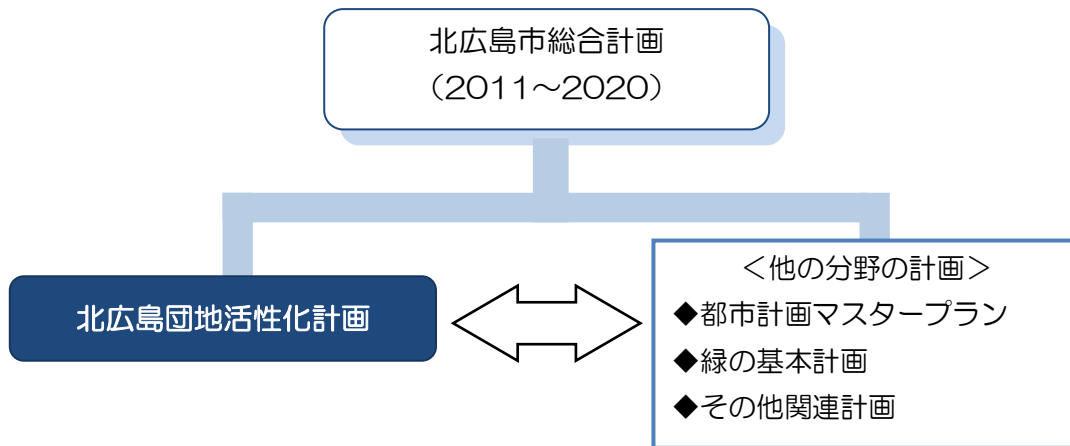 北広島市総合計画
（2011～2020）
北広島団地活性化計画
＜他の分野の計画＞
◆都市計画マスタープラン
◆緑の基本計画
◆その他関連計画